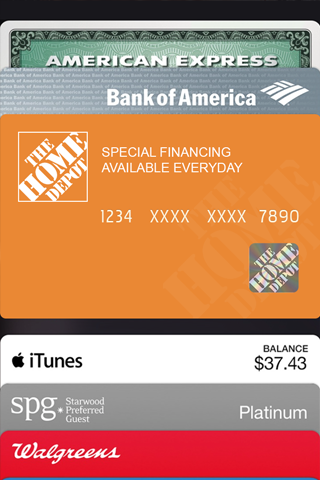 AMERICAN EXPRESS
Bank of America
THE HOME DEPOT
SPECIAL FINANCING
AVAILABLE EVERYDAY
1234 XXXX XXXX 7890
THE HOME DEPOT
iTunes
BALANCE
$37.43
spg.
Starwood
Preferred
Guest
Platinum
Walgreens